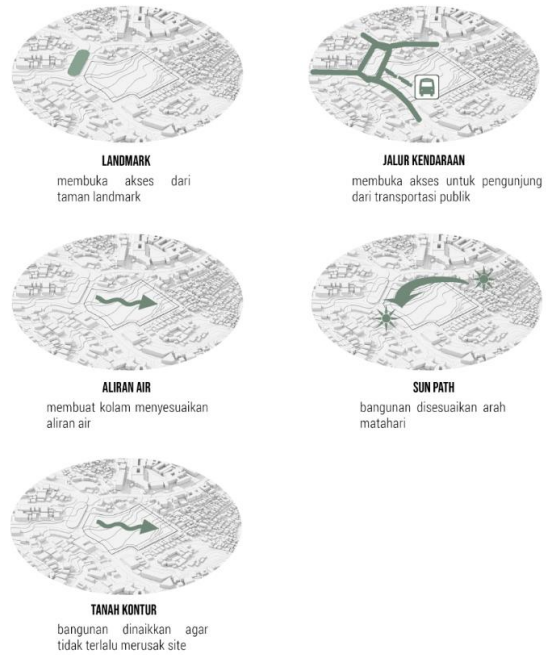 LANDMARK
membuka akses dari
taman landmark
JALUR KENDARAAN
membuka akses untuk pengunjung
dari transportasi publik
ALIRAN AIR
membuat kolam menyesuaikan
aliran air
SUN PATH
bangunan disesuaikan arah
matahari
TANAH KONTUR
bangunan dinaikkan agar
tidak terlalu merusak site